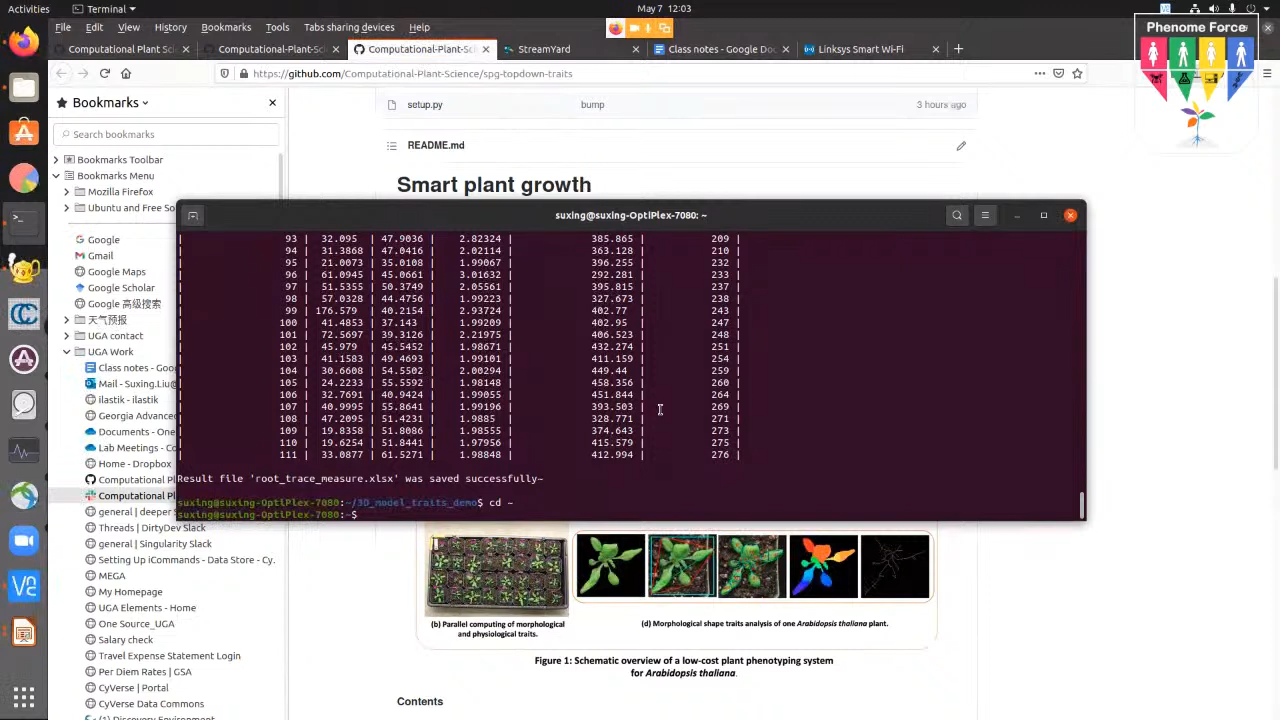 Activities
Terminal
May 7 12:03
File Edit View History Bookmarks Tools Tabs sharing devices Help
Phenome Force
Computational Plant Scie
Computational-Plant-Sci
Computational-Plant-Sci
StreamYard
Class notes - Google Doc
Linksys Smart Wi-Fi
https://github.com/Computational-Plant-Science/spg-topdown-traits
Bookmarks
Search bookmarks
Bookmarks Toolbar
Bookmarks Menu
Mozilla Firefox
Ubuntu and Free So
Google
Gmail
Google Maps
Google Scholar
Google 高级搜索
天气预报
UGA contact
UGA Work
Class notes - Goo
Mail - Suxing.Liu@
ilastik - ilastik
Georgia Advanced
Documents - One
Lab Meetings - Co
Home - Dropbox
Computational P
Computational Pl
general | deeper
Threads | DirtyDev Slack
general | Singularity Slack
Setting Up iCommands - Data Store - Cy.
MEGA
My Homepage
UGA Elements - Home
One Source_UGA
Salary check
Travel Expense Statement Login
Per Diem Rates | GSA
CyVerse | Portal
CyVerse Data Commons
(1) Discovery Environment
setup.py bump 3 hours ago
README.md
Smart plant growth
suxing@suxing-OptiPlex-7080: ~
| 93 | 32.095 | 47.9036 | 2.82324 | 385.865 | 209 |
| 94 | 31.3868 | 47.0416 | 2.02114 | 363.128 | 210 |
| 95 | 21.0073 | 35.0108 | 1.99067 | 396.255 | 232 |
| 96 | 61.0945 | 45.0661 | 3.01632 | 292.281 | 233 |
| 97 | 51.5355 | 50.3749 | 2.05561 | 395.815 | 237 |
| 98 | 57.0328 | 44.4756 | 1.99223 | 327.673 | 238 |
| 99 | 176.579 | 40.2154 | 2.93724 | 402.77 | 243 |
| 100 | 41.4853 | 37.143 | 1.99209 | 402.95 | 247 |
| 101 | 72.5697 | 39.3126 | 2.21975 | 406.523 | 248 |
| 102 | 45.979 | 45.5452 | 1.98671 | 432.274 | 251 |
| 103 | 41.1583 | 49.4693 | 1.99101 | 411.159 | 254 |
| 104 | 30.6608 | 54.5502 | 2.00294 | 449.44 | 259 |
| 105 | 24.2233 | 55.5592 | 1.98148 | 458.356 | 260 |
| 106 | 32.7691 | 40.9424 | 1.99055 | 451.844 | 264 |
| 107 | 40.9995 | 55.8641 | 1.99196 | 393.503 | 269 |
| 108 | 47.2095 | 51.4231 | 1.9885 | 328.771 | 271 |
| 109 | 19.8358 | 51.8086 | 1.98555 | 374.643 | 273 |
| 110 | 19.6254 | 51.8441 | 1.97956 | 415.579 | 275 |
| 111 | 33.0877 | 61.5271 | 1.98848 | 412.994 | 276 |
Result file 'root_trace_measure.xlsx' was saved successfully~
suxing@suxing-OptiPlex-7080:~/3D_model_traits_demo$ cd ~
suxing@suxing-OptiPlex-7080:~$
(b) Parallel computing of morphological
and physiological traits.
(d) Morphological shape traits analysis of one Arabidopsis thaliana plant.
Figure 1: Schematic overview of a low-cost plant phenotyping system
for Arabidopsis thaliana.
Contents